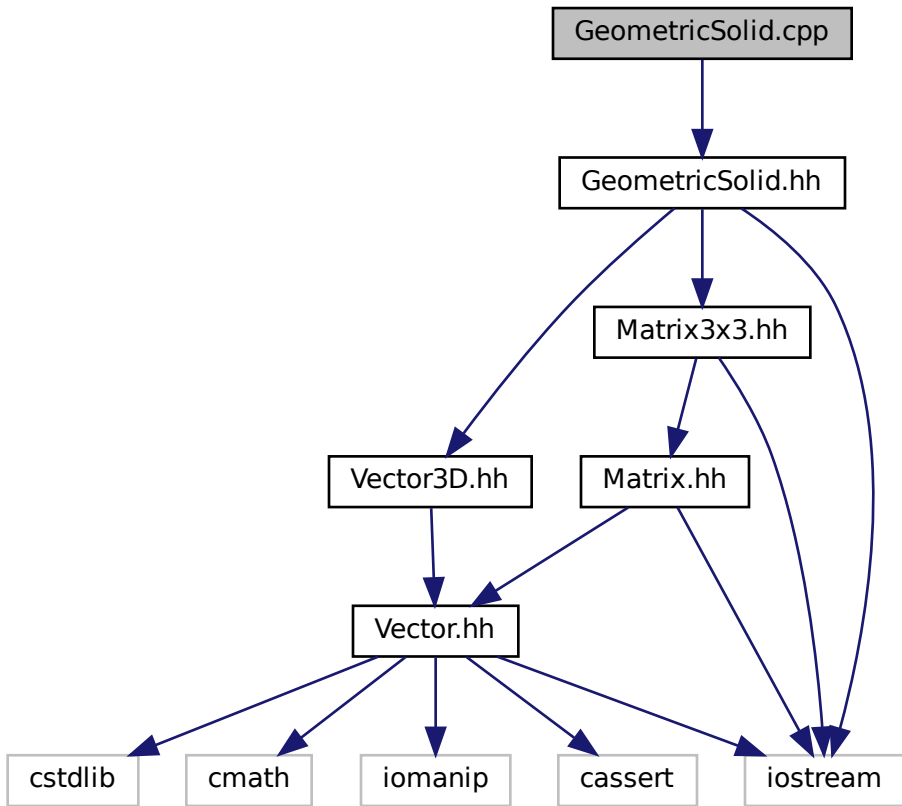 GeometricSolid.cpp
GeometricSolid.hh
Matrix3x3.hh
Vector3D.hh
Matrix.hh
Vector.hh
cstdlib
cmath
iomanip
cassert
iostream